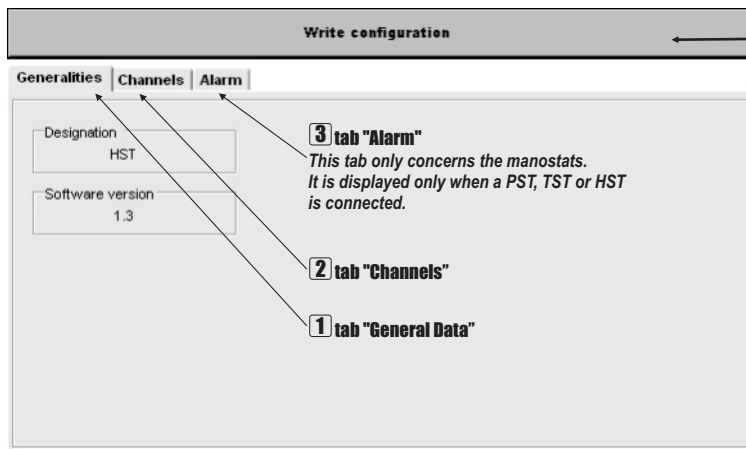 Write configuration
Generalities Channels Alarm
Designation
HST
Software version
1.3
3 tab "Alarm"
This tab only concerns the manostats.
It is displayed only when a PST, TST or HST
is connected.
2 tab "Channels”
1 tab "General Data”